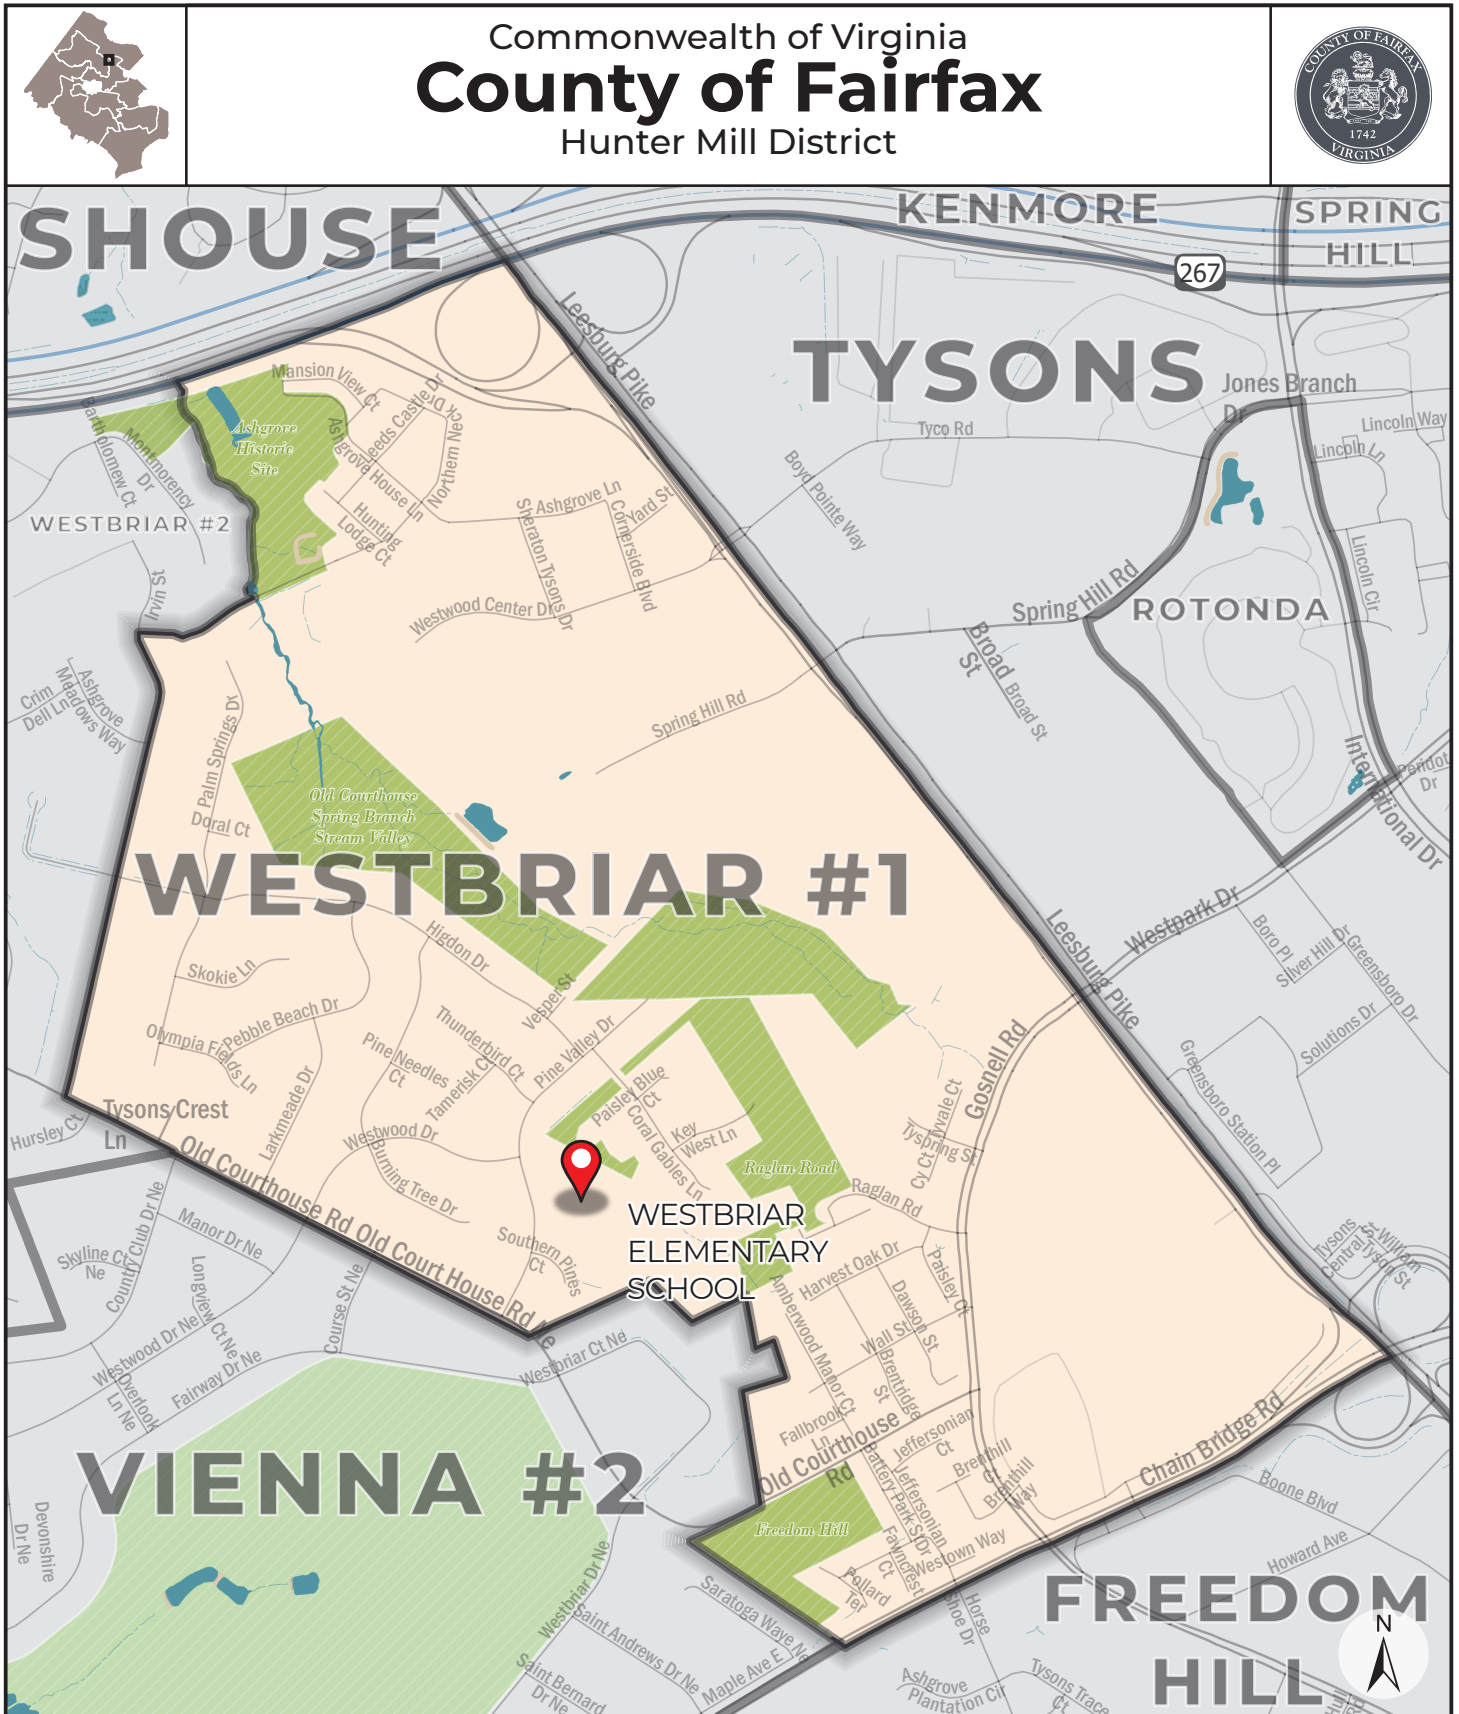 Commonwealth of Virginia
County of Fairfax
Hunter Mill District
COUNTY OF FAIRFAX
1742
VIRGINIA
SHOUSE
KENMORE
SPRING
HILL
267
TYSONS
Leesburg Pike
Jones Branch
Dr
Lincoln Way
Lincoln Ln
Tyco Rd
Boyd Pointe Way
Mansion View Ct
Leeds Castle Dr
Northern Neck Dr
Ashgrove House Ln
Ashgrove
Historic
Site
Bartholomew Ct
Montmorency
Dr
WESTBRIAR #2
Hunting
Lodge Ct
Ashgrove Ln
Yard St
Sheraton Tysons Dr
Cornerside Blvd
Westwood Center Dr
Irvin St
Lincoln Cir
Spring Hill Rd
ROTONDA
Broad
St
Broad St
Crim
Dell Ln
Ashgrove
Meadows Way
Spring Hill Rd
Palm Springs Dr
Doral Ct
Old Courthouse
Spring Branch
Stream Valley
International Dr
Peridot
Dr
WESTBRIAR #1
Leesburg Pike
Westpark Dr
Boro Pl
Silver Hill Dr
Greensboro Dr
Higdon Dr
Skokie Ln
Vesper St
Pebble Beach Dr
Olympia Fields Ln
Pine Needles
Ct
Thunderbird Ct
Tamerisk Ct
Pine Valley Dr
Gosnell Rd
Solutions Dr
Greensboro Station Pl
Larkmeade Dr
Paisley Blue
Ct
Coral Gables Ln
Key
West Ln
Tyvale Ct
Tyspring St
Cy Ct
Tysons Crest
Ln
Hursley Ct
Westwood Dr
Burning Tree Dr
Raglan Road
Raglan Rd
Old Courthouse Rd
Old Court House Rd Ne
WESTBRIAR
ELEMENTARY
SCHOOL
Southern Pines
Ct
Manor Dr Ne
Country Club Dr Ne
Skyline Ct
Ne
Longview Ct Ne
Course St Ne
Harvest Oak Dr
Paisley Ct
Dawson St
Wall St
Amberwood Manor Ct
Brentridge
St
Tysons
Central St
William
Tyson St
Westwood Dr Ne
Overlook
Ln Ne
Fairway Dr Ne
Westbriar Ct Ne
Fallbrook
Ln
Old Courthouse
Rd
Jeffersonian
Ct
Brenthill
Ct
Brenthill
Way
Battery Park St
Jeffersonian
Dr
Chain Bridge Rd
Boone Blvd
Howard Ave
VIENNA #2
Devonshire
Dr Ne
Freedom Hill
Fawncrest
Ct
Westown Way
Pollard
Ter
Horse
Shoe Dr
FREEDOM
HILL
N
Westbriar Dr Ne
Saratoga Wave Ne
Saint Andrews Dr Ne
Maple Ave E
Saint Bernard
Dr Ne
Ashgrove
Plantation Cir
Tysons Trace
Ct